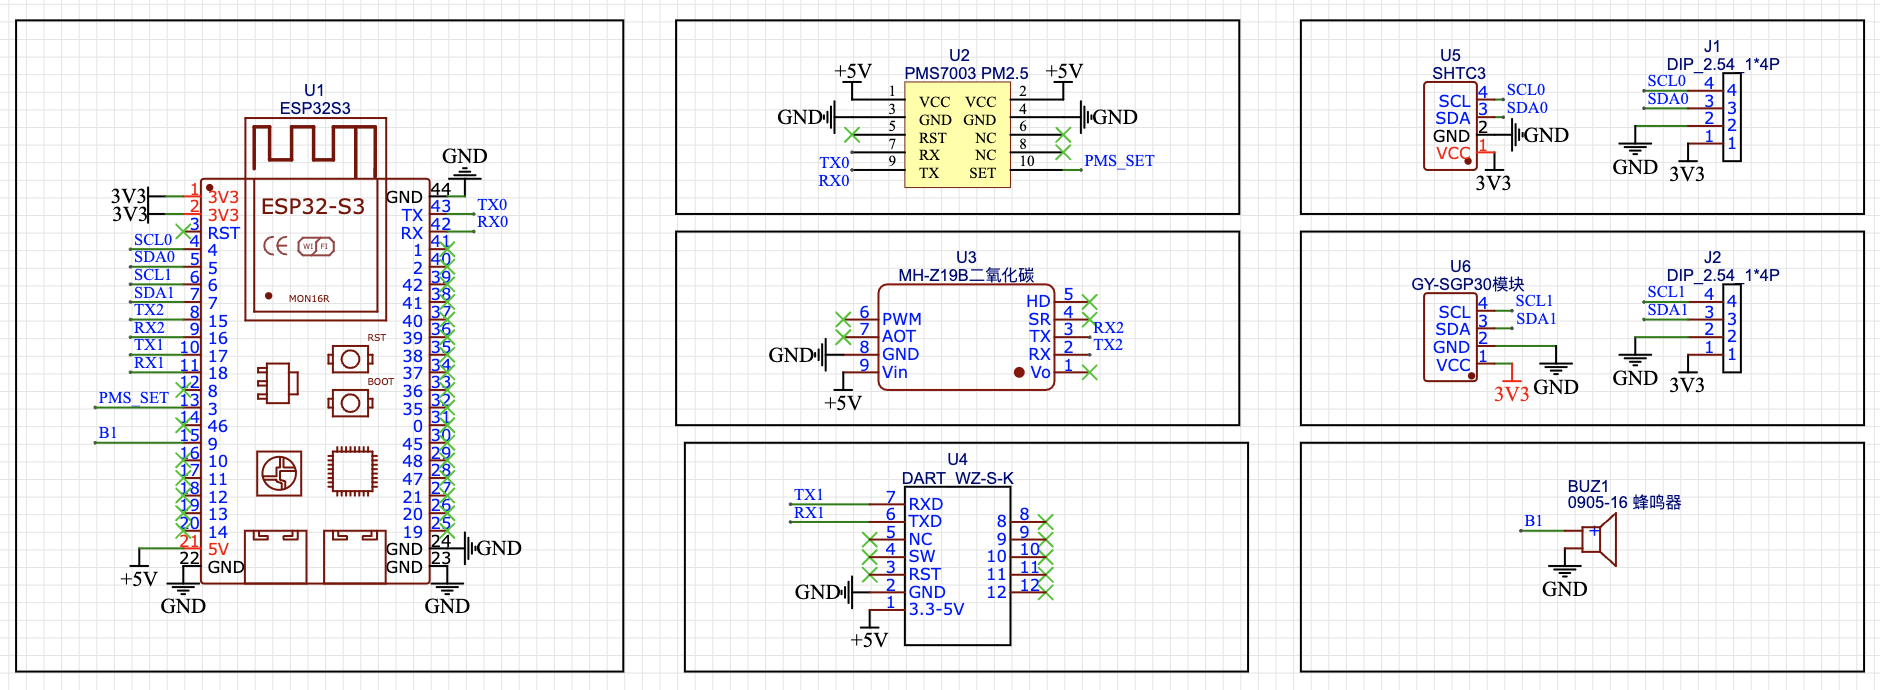 U1
ESP32S3
GND
3V3
3V3
1 3V3
2 3V3
3 RST
SCL0 4 4
SDA0 5 5
SCL1 6 6
SDA1 7 7
TX2 8 15
RX2 9 16
TX1 10 17
RX1 11 18
12 8
PMS_SET 13 3
14 46
B1 15 9
16 10
17 11
18 12
19 13
20 14
21 5V
22 GND
+5V
GND
ESP32-S3
CE WI FI
MON16R
RST
BOOT
GND 44
TX 43 TX0
RX 42 RX0
1 41
2 40
42 39
41 38
40 37
39 36
38 35
37 34
36 33
35 32
0 31
45 30
48 29
47 28
21 27
20 26
19 25
GND 24 GND
GND 23
GND
U2
PMS7003 PM2.5
+5V
+5V
1 VCC VCC 2
GND 3 GND GND 4 GND
5 RST NC 6
TX0 7 RX NC 8
RX0 9 TX SET 10 PMS_SET
U3
MH-Z19B二氧化碳
HD 5
6 PWM SR 4
7 AOT TX 3 RX2
GND 8 GND RX 2 TX2
9 Vin Vo 1
+5V
U4
DART_WZ-S-K
TX1 7 RXD
RX1 6 TXD 8 8
5 NC 9 9
4 SW 10 10
3 RST 11 11
GND 2 GND 12 12
1 3.3-5V
+5V
U5
SHTC3
SCL 4 SCL0
SDA 3 SDA0
GND 2 GND
VCC 1
3V3
J1
DIP_2.54_1*4P
SCL0 4 4
SDA0 3 3
2 2
1 1
GND
3V3
U6
GY-SGP30模块
SCL 4 SCL1
SDA 3 SDA1
GND 2
VCC 1
3V3
GND
J2
DIP_2.54_1*4P
SCL1 4 4
SDA1 3 3
2 2
1 1
GND
3V3
BUZ1
0905-16 蜂鸣器
B1 +
GND